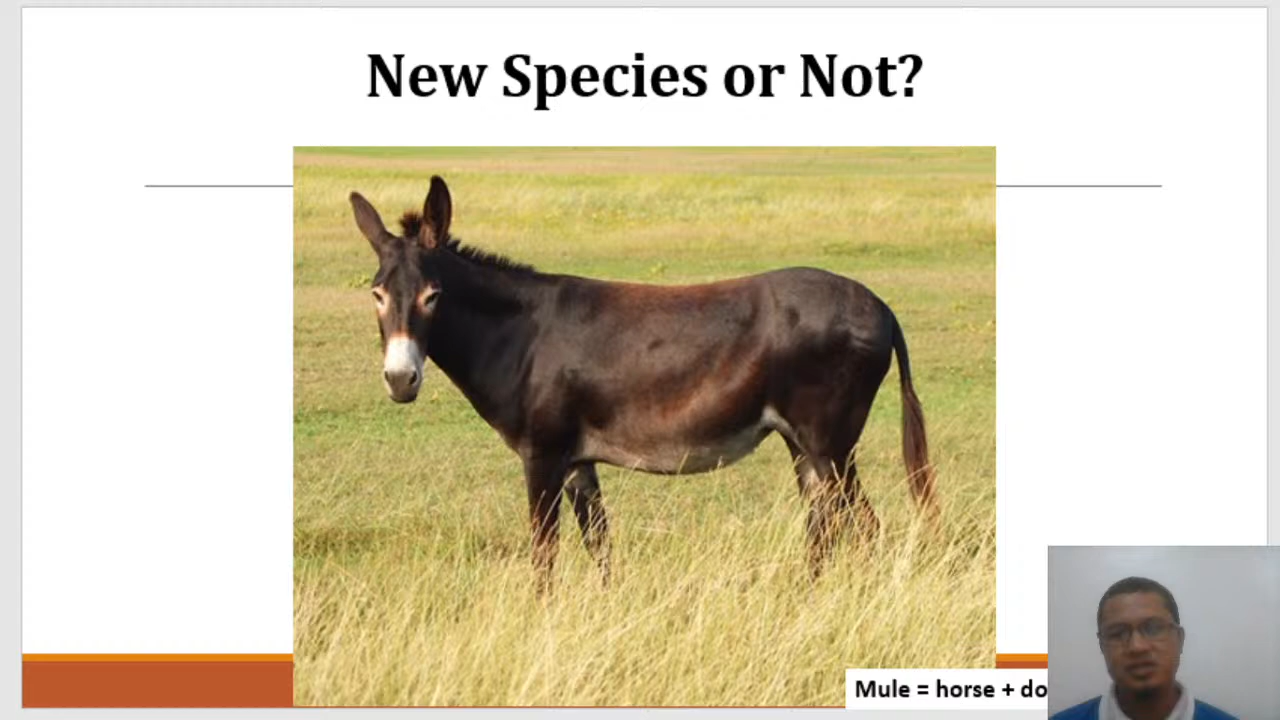 New Species or Not?
Mule = horse + do